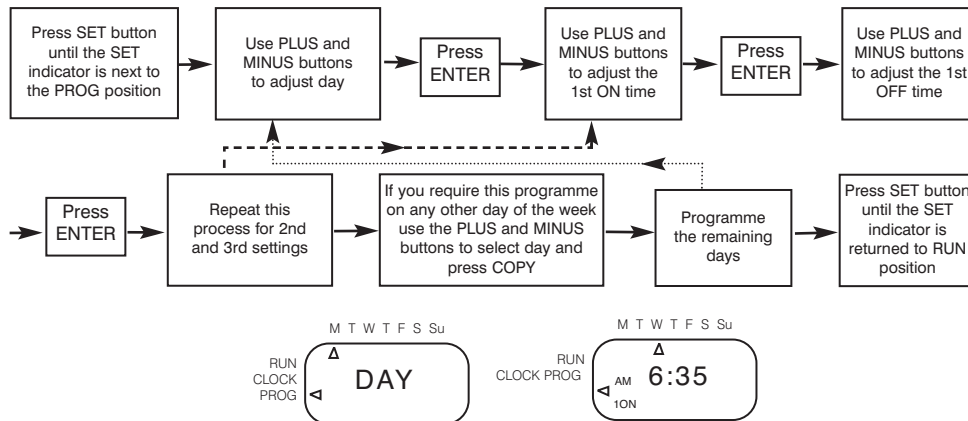 Press SET button
until the SET
indicator is next to
the PROG position
Use PLUS and
MINUS buttons
to adjust day
Press
ENTER
Use PLUS and
MINUS buttons
to adjust the
1st ON time
Press
ENTER
Use PLUS and
MINUS buttons
to adjust the 1st
OFF time
Press
ENTER
Repeat this
process for 2nd
and 3rd settings
If you require this programme
on any other day of the week
use the PLUS and MINUS
buttons to select day and
press COPY
Programme
the remaining
days
Press SET button
until the SET
indicator is
returned to RUN
position
M T W T F S Su
RUN
CLOCK
PROG
DAY
M T W T F S Su
RUN
CLOCK PROG
AM 6:35
1ON